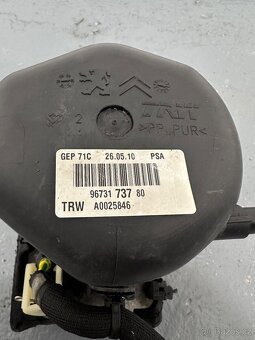 TRW
>PP PUR<
GEP 71C 26.05.10 PSA
96731 737 80
TRW A0025846